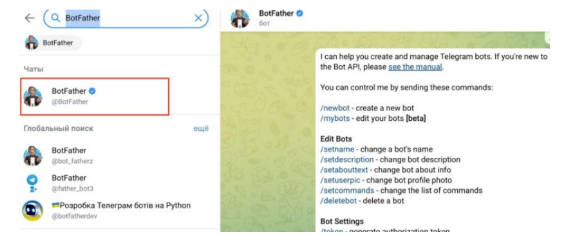 BotFather
BotFather
Чаты
BotFather
@BotFather
Глобальный поиск ещё
BotFather
@bot_fatherz
BotFather
@father_bot3
Розробка Телеграм ботів на Python
@botfatherdev
BotFather
бот
I can help you create and manage Telegram bots. If you're new to
the Bot API, please see the manual.
You can control me by sending these commands:
/newbot - create a new bot
/mybots - edit your bots [beta]
Edit Bots
/setname - change a bot's name
/setdescription - change bot description
/setabouttext - change bot about info
/setuserpic - change bot profile photo
/setcommands - change the list of commands
/deletebot - delete a bot
Bot Settings
/token - generate authorization token